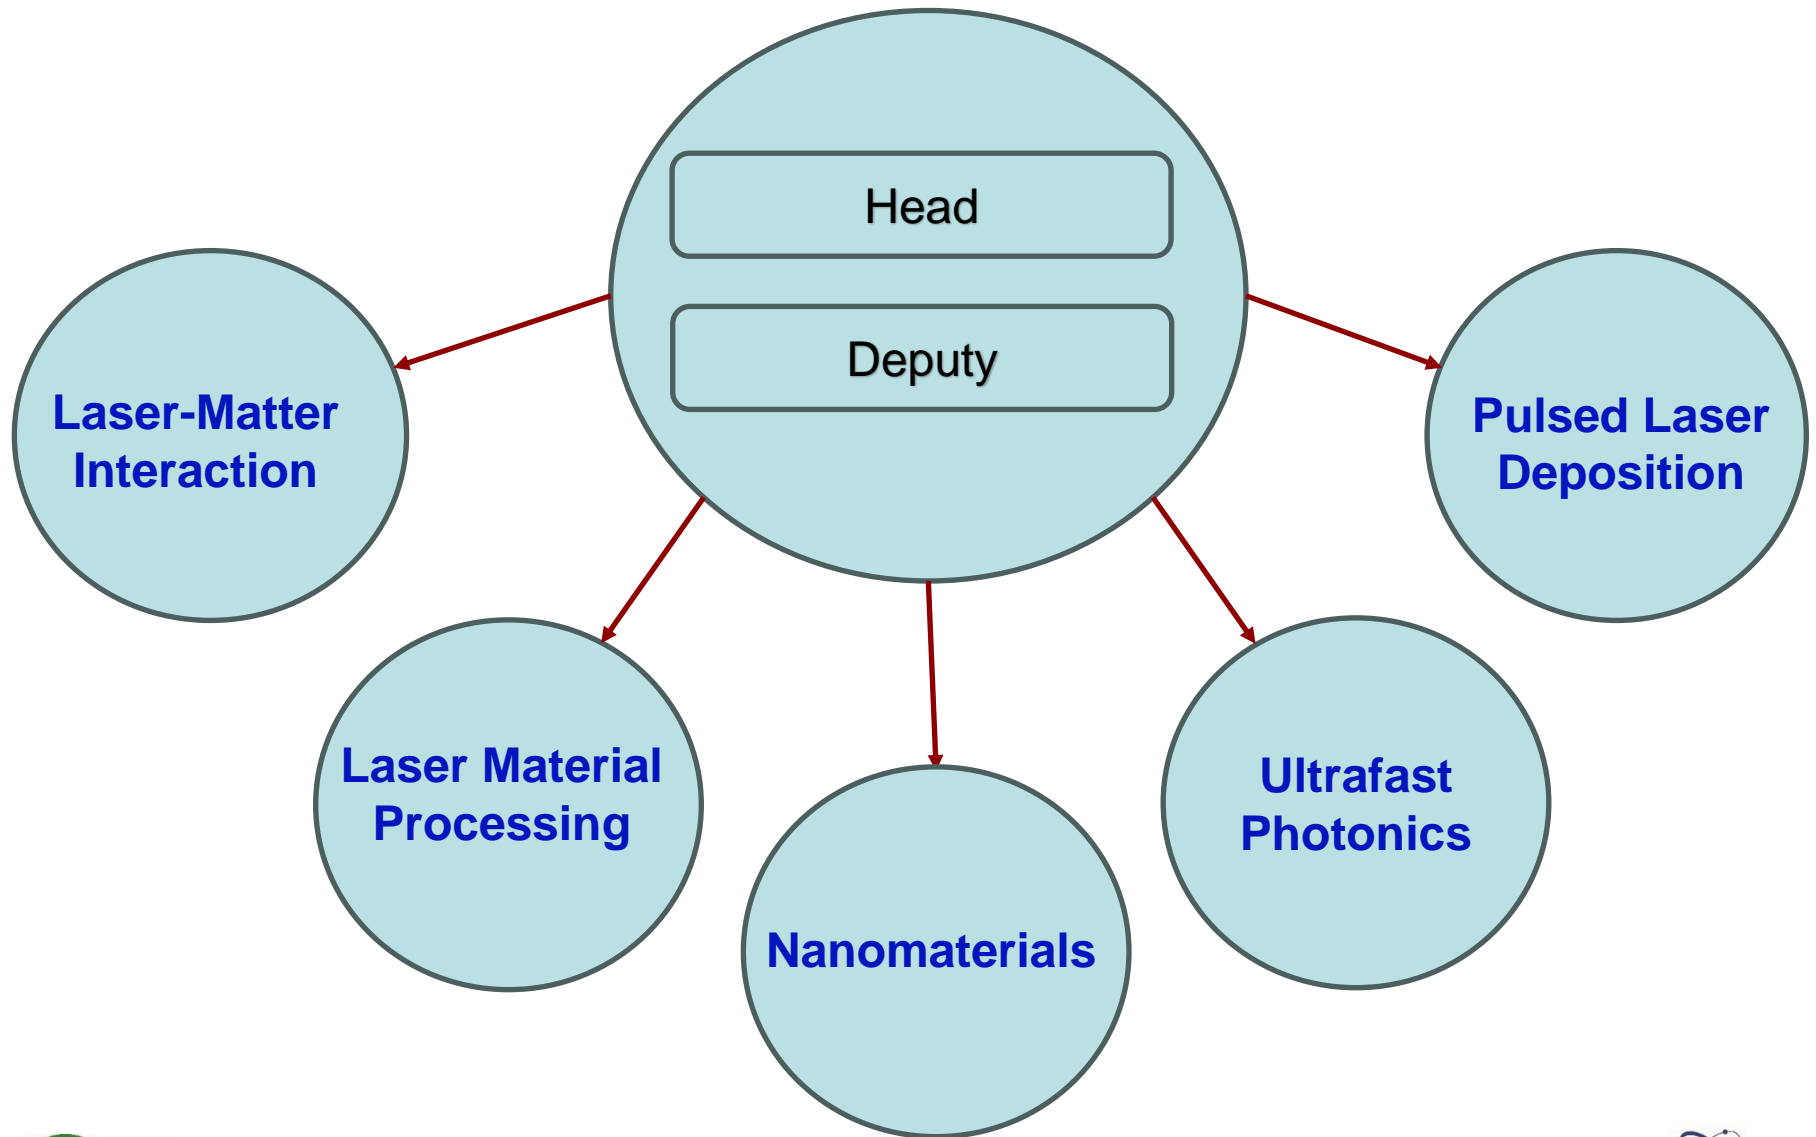 Head
Deputy
Laser-Matter
Interaction
Pulsed Laser
Deposition
Laser Material
Processing
Ultrafast
Photonics
Nanomaterials